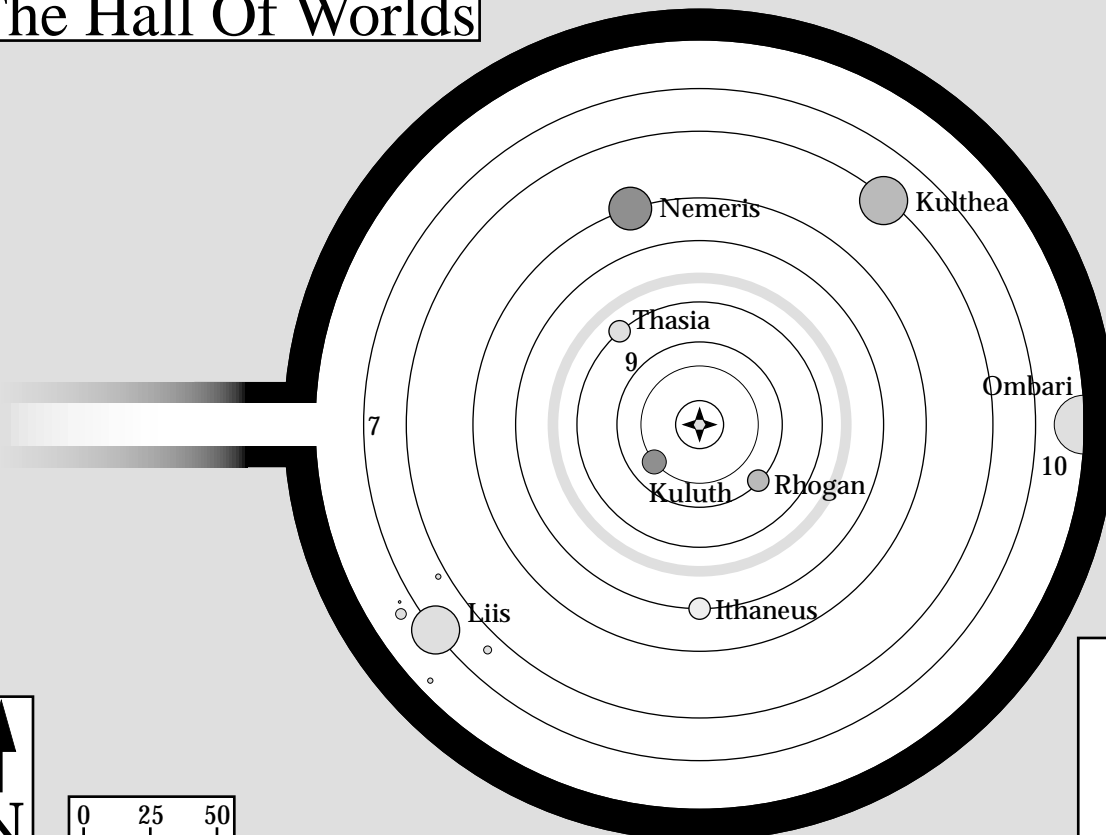 The Hall Of Worlds
Nemeris
Kulthea
Thasia
9
Ombari
7
10
Kuluth
Rhogan
Liis
Ithaneus
N
0 25 50